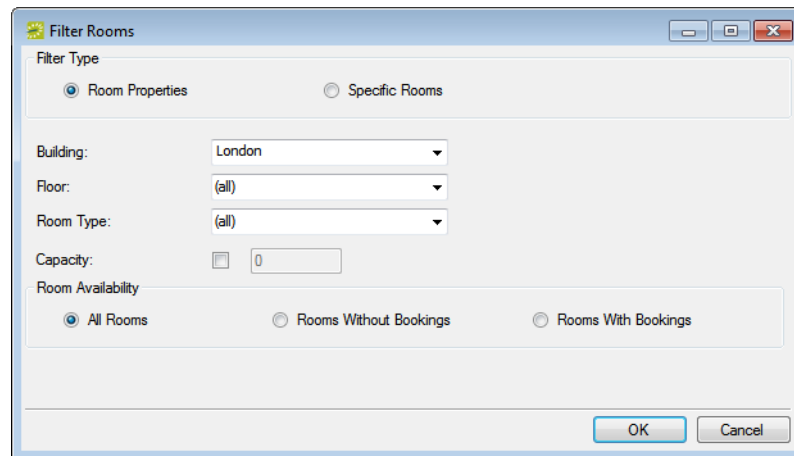 Filter Rooms
Filter Type
Room Properties Specific Rooms
Building: London
Floor: (all)
Room Type: (all)
Capacity: 0
Room Availability
All Rooms Rooms Without Bookings Rooms With Bookings
OK Cancel